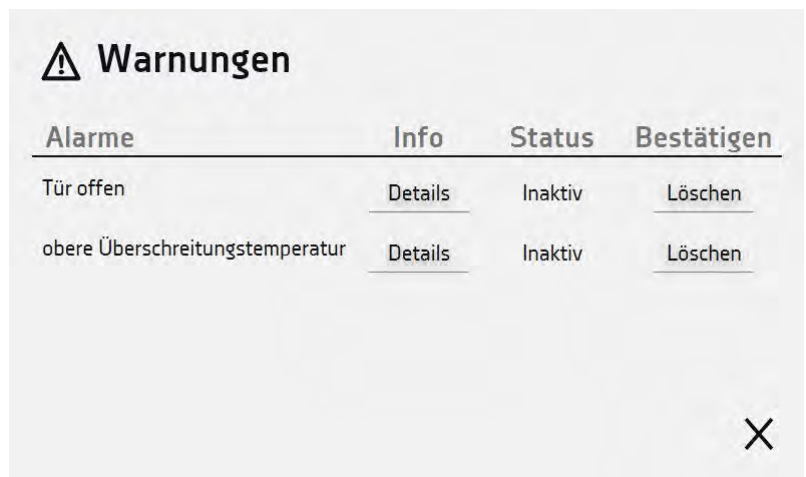 Warnungen
Alarme Info Status Bestätigen
Tür offen Details Inaktiv Löschen
obere Überschreitungstemperatur Details Inaktiv Löschen